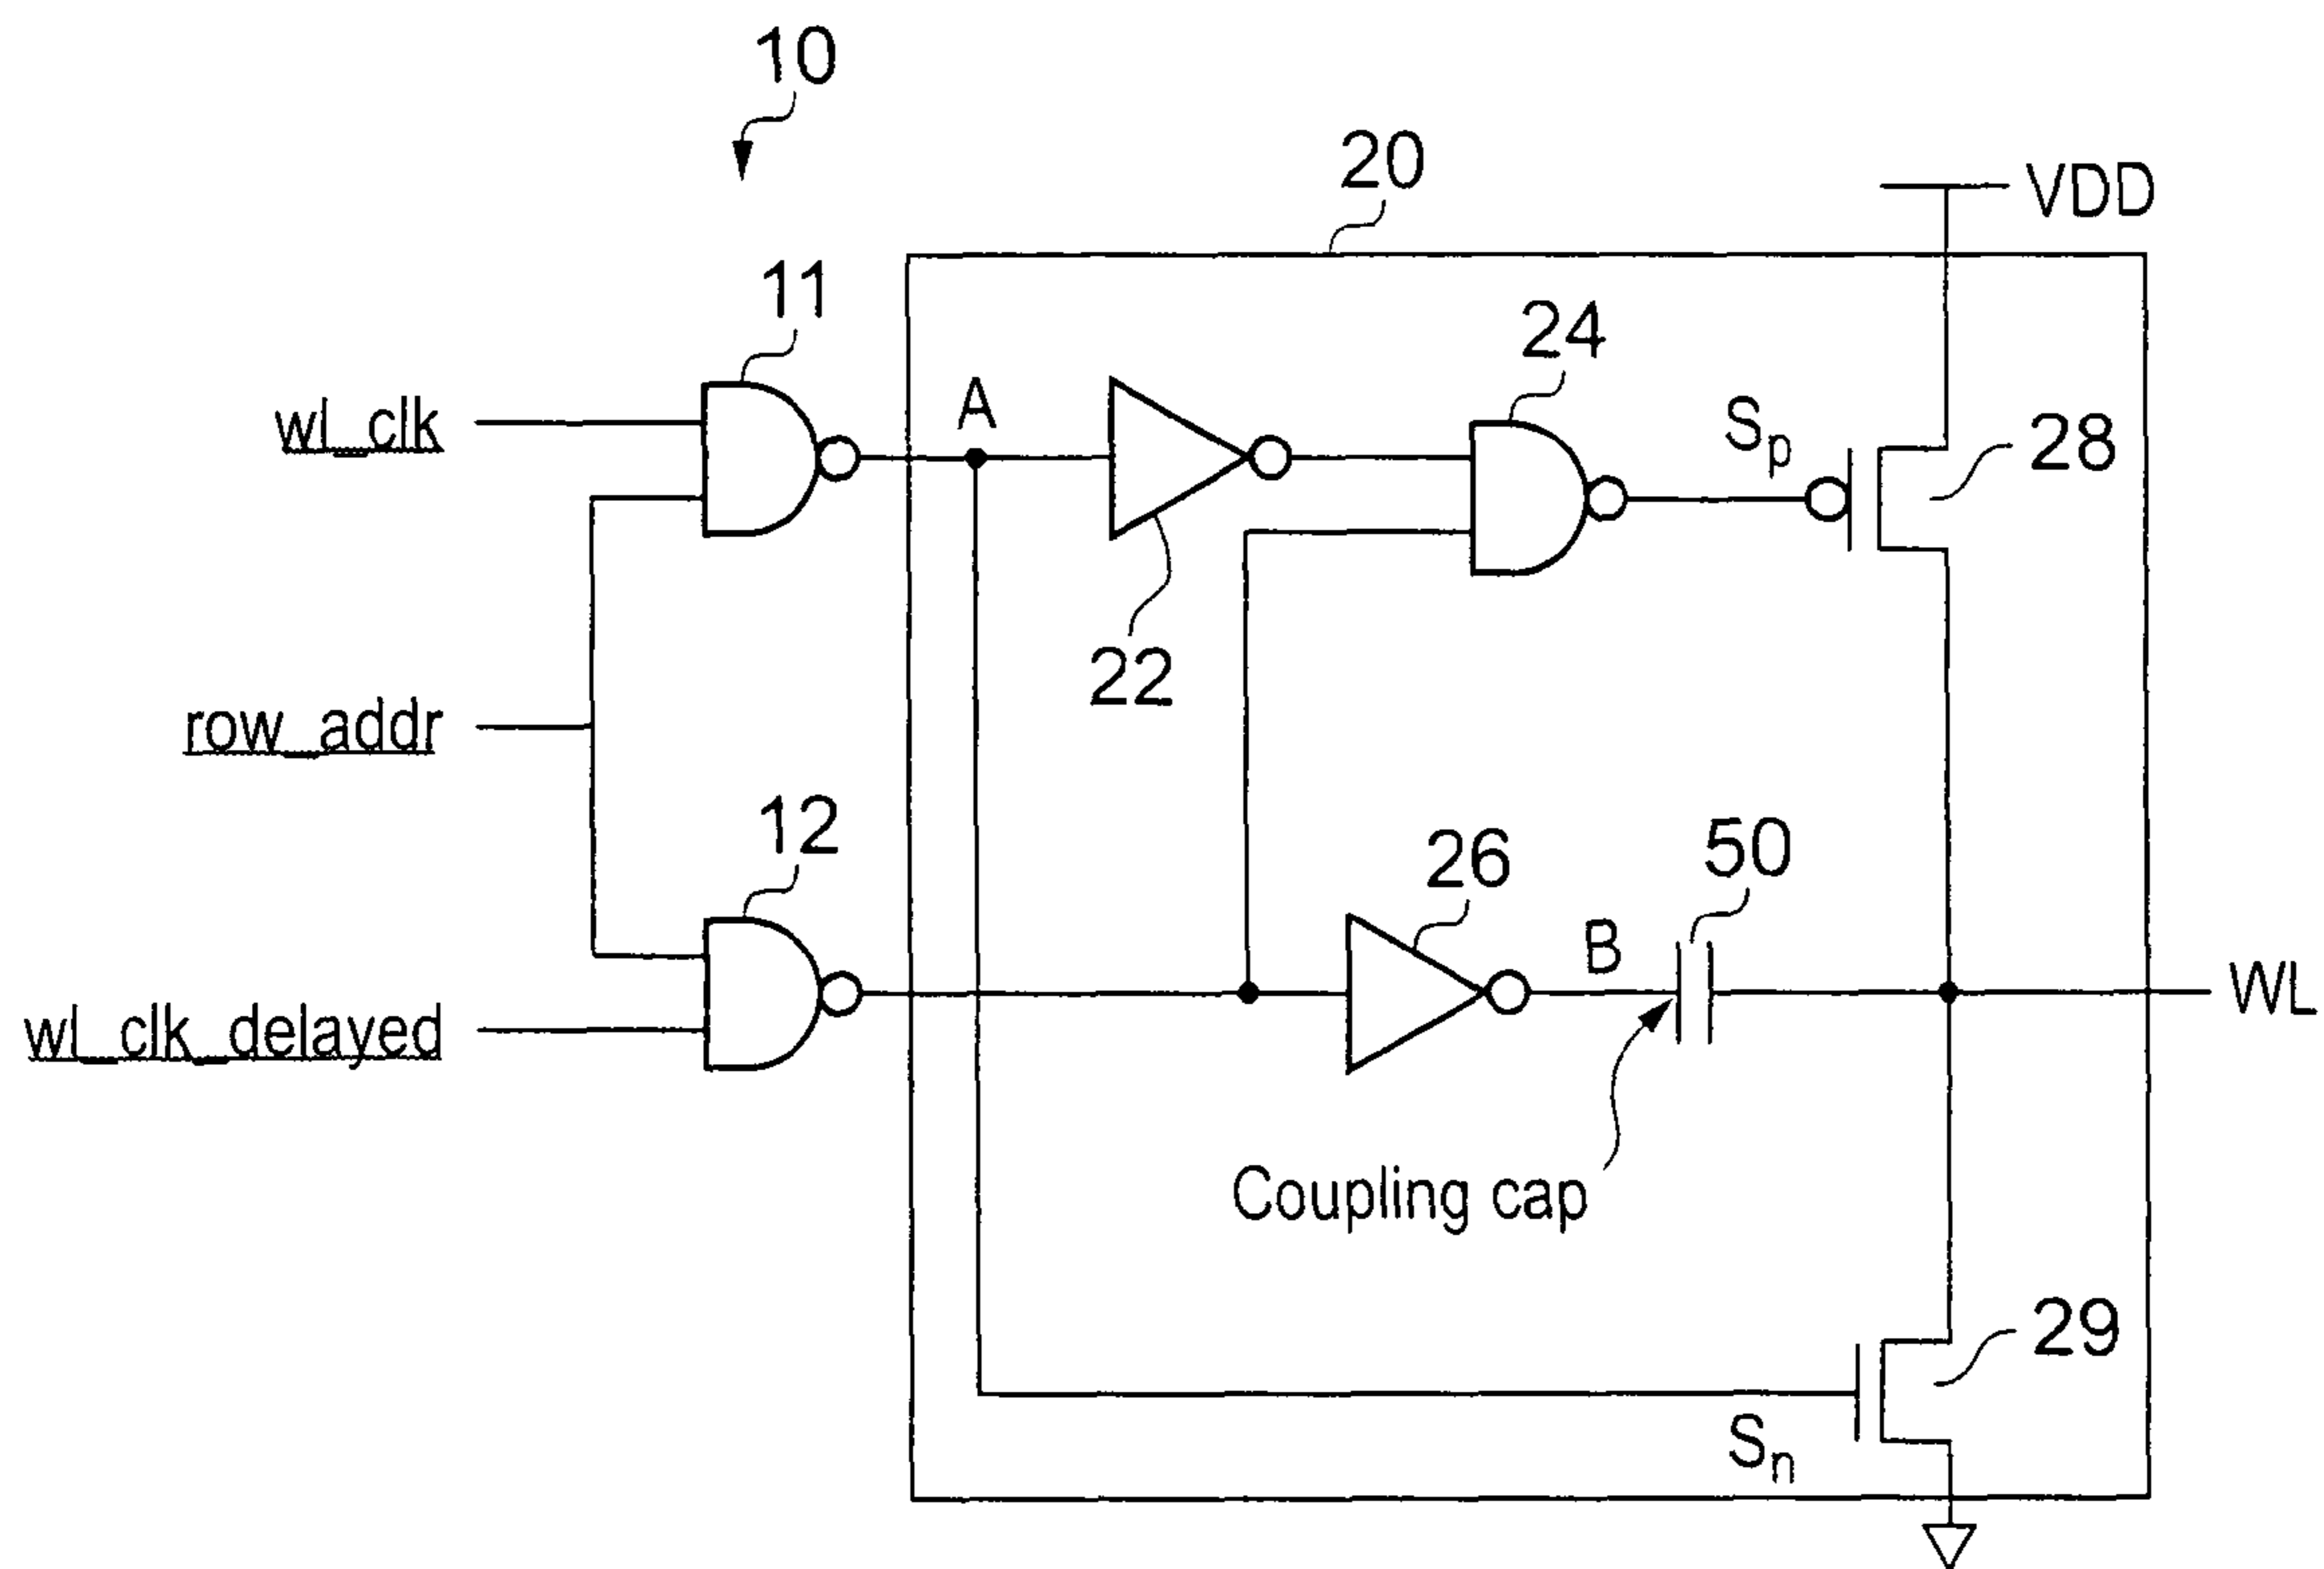 10
20
VDD
11
24
wl_clk
A
Sp
28
22
row_addr
12
26
50
B
WL
wl_clk_delayed
Coupling cap
29
Sn